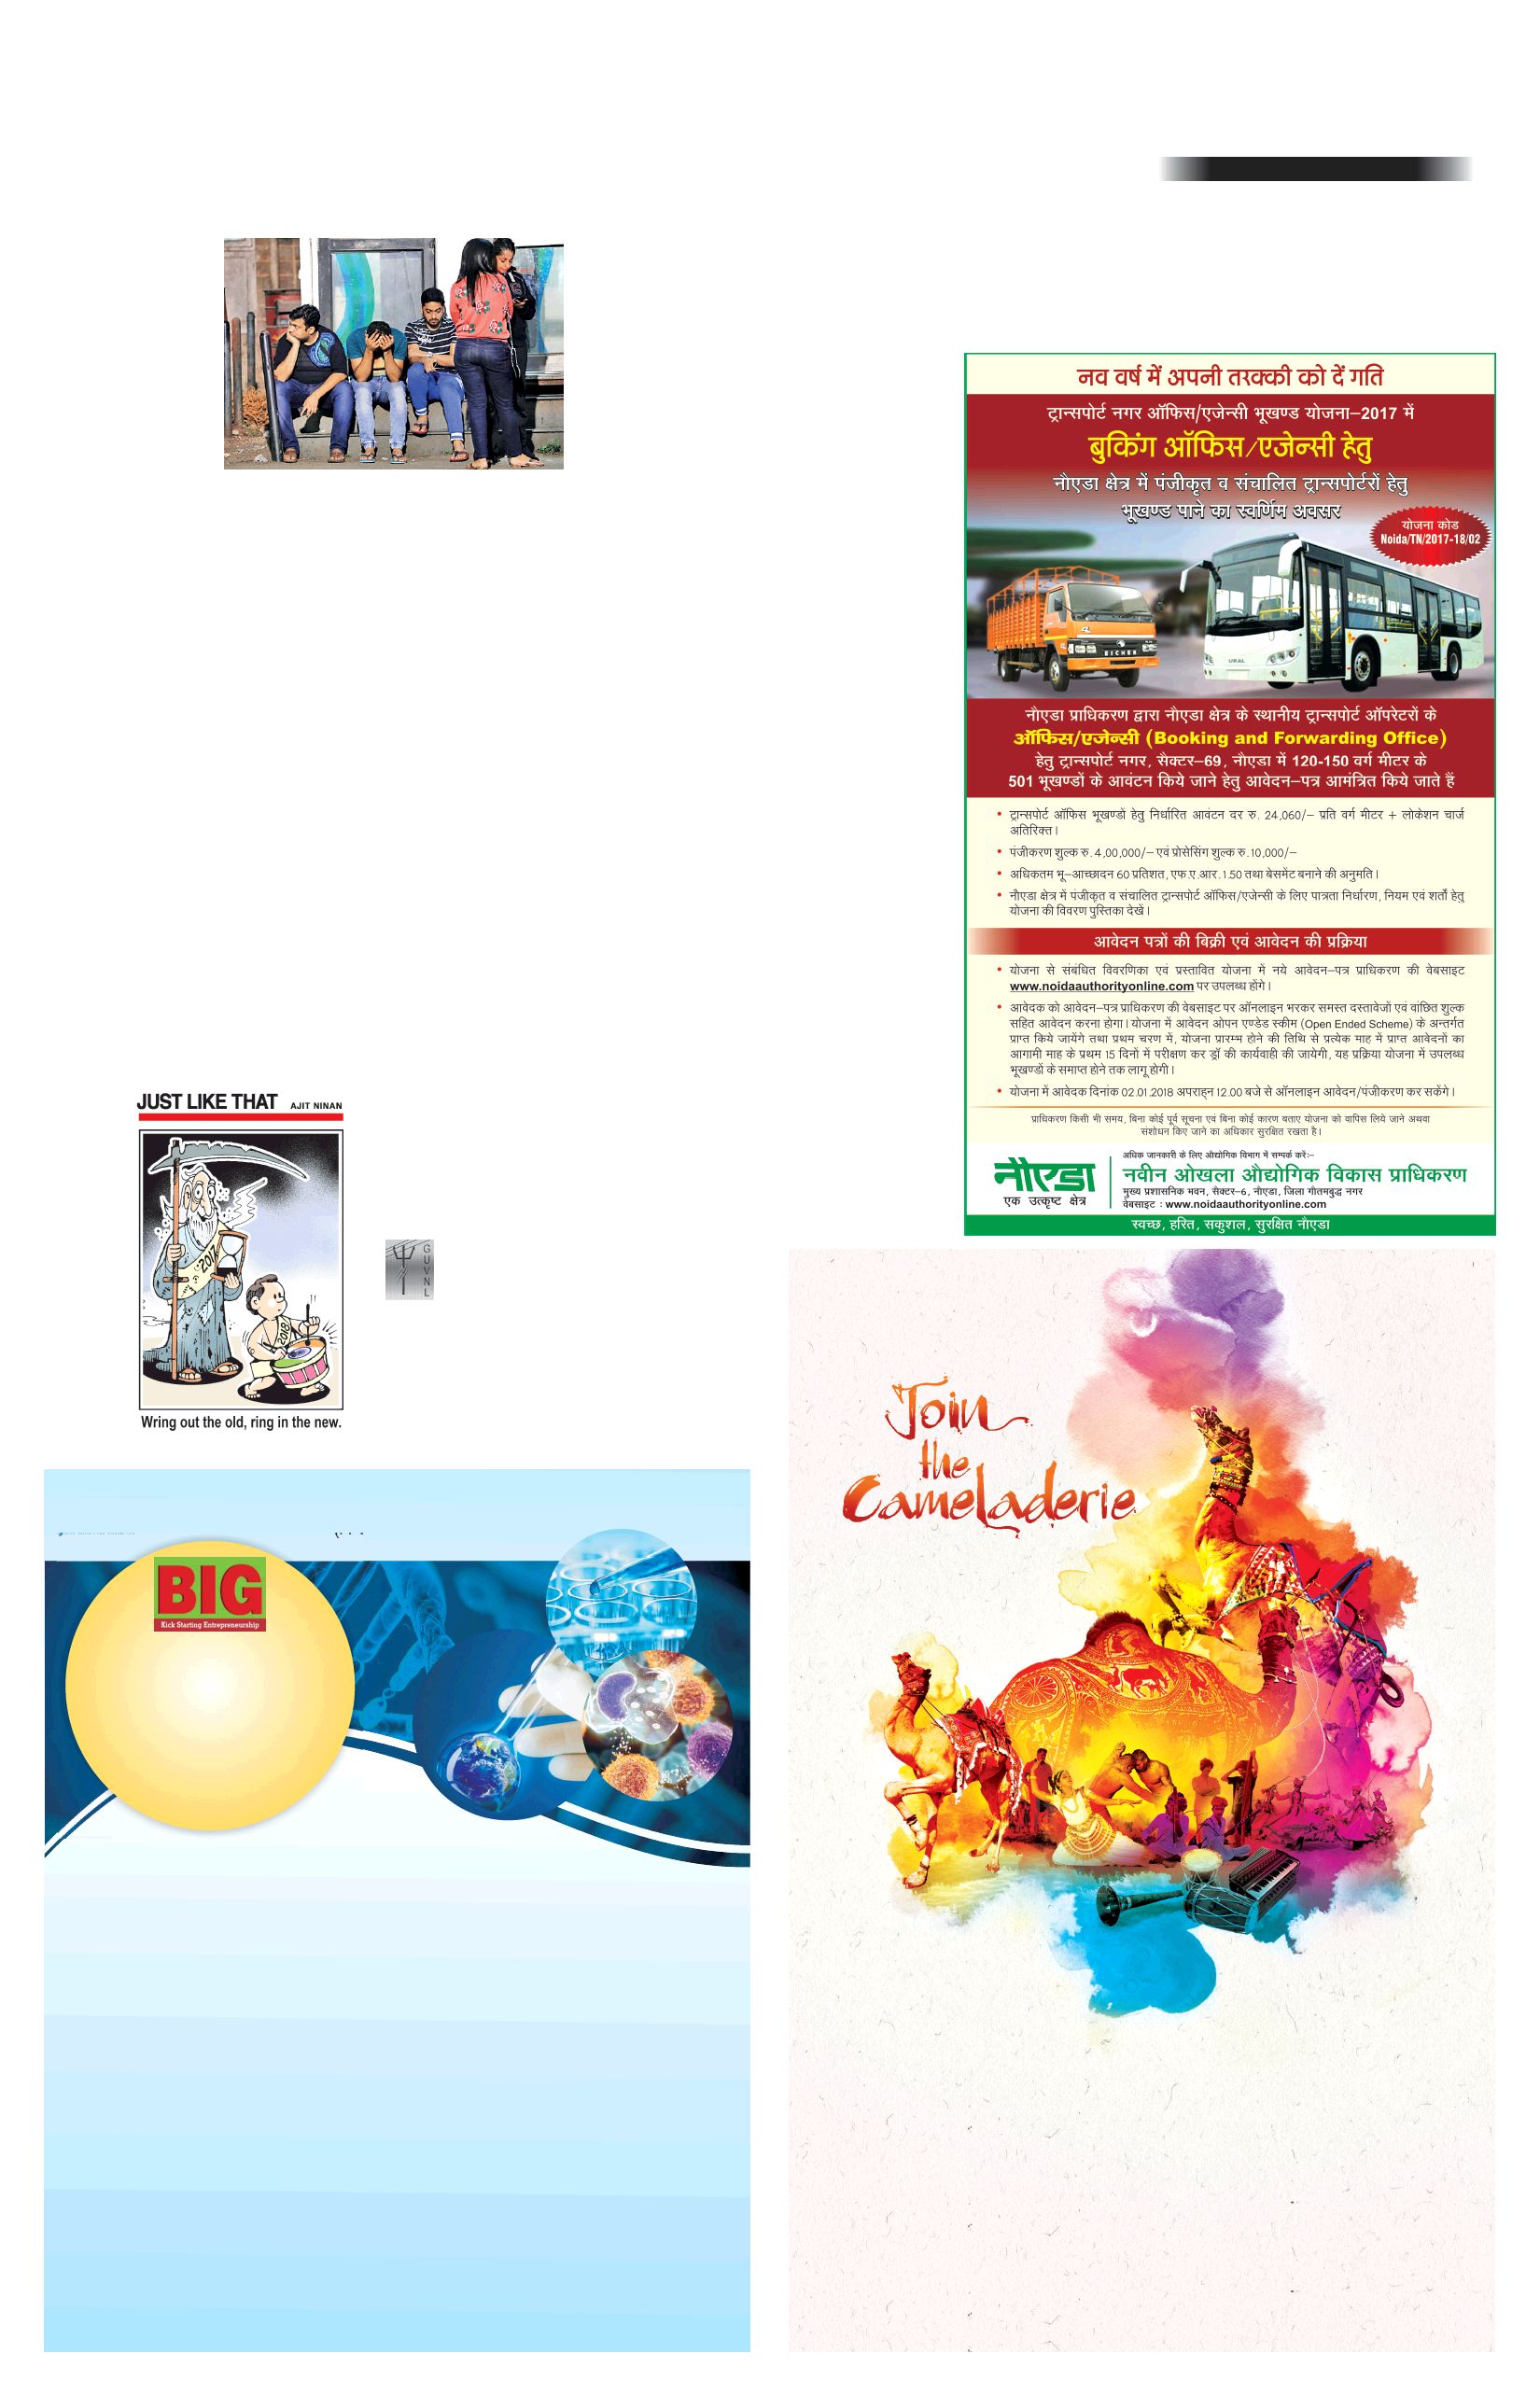 नव वर्ष में अपनी तरक्की को दें गति
ट्रान्सपोर्ट नगर ऑफिस/एजेन्सी भूखण्ड योजना–2017 में
बुकिंग ऑफिस/एजेन्सी हेतु
नौएडा क्षेत्र में पंजीकृत व संचालित ट्रान्सपोर्टरों हेतु
भूखण्ड पाने का स्वर्णिम अवसर
योजना कोड
Noida/TN/2017-18/02
EICHER
URAL
नौएडा प्राधिकरण द्वारा नौएडा क्षेत्र के स्थानीय ट्रान्सपोर्ट ऑपरेटरों के
ऑफिस/एजेन्सी (Booking and Forwarding Office)
हेतु ट्रान्सपोर्ट नगर, सैक्टर–69, नौएडा में 120-150 वर्ग मीटर के
501 भूखण्डों के आवंटन किये जाने हेतु आवेदन–पत्र आमंत्रित किये जाते हैं
• ट्रान्सपोर्ट ऑफिस भूखण्डों हेतु निर्धारित आवंटन दर रु. 24,060/– प्रति वर्ग मीटर + लोकेशन चार्ज
अतिरिक्त।
• पंजीकरण शुल्क रु. 4,00,000/– एवं प्रोसेसिंग शुल्क रु. 10,000/–
• अधिकतम भू–आच्छादन 60 प्रतिशत, एफ.ए.आर. 1.50 तथा बेसमेंट बनाने की अनुमति।
• नौएडा क्षेत्र में पंजीकृत व संचालित ट्रान्सपोर्ट ऑफिस/एजेन्सी के लिए पात्रता निर्धारण, नियम एवं शर्तों हेतु
योजना की विवरण पुस्तिका देखें।
आवेदन पत्रों की बिक्री एवं आवेदन की प्रक्रिया
• योजना से संबंधित विवरणिका एवं प्रस्तावित योजना में नये आवेदन–पत्र प्राधिकरण की वेबसाइट
www.noidaauthorityonline.com पर उपलब्ध होंगे।
• आवेदक को आवेदन–पत्र प्राधिकरण की वेबसाइट पर ऑनलाइन भरकर समस्त दस्तावेजों एवं वांछित शुल्क
सहित आवेदन करना होगा। योजना में आवेदन ओपन एण्डेड स्कीम (Open Ended Scheme) के अन्तर्गत
प्राप्त किये जायेंगे तथा प्रथम चरण में, योजना प्रारम्भ होने की तिथि से प्रत्येक माह में प्राप्त आवेदनों का
आगामी माह के प्रथम 15 दिनों में परीक्षण कर ड्रॉ की कार्यवाही की जायेगी, यह प्रक्रिया योजना में उपलब्ध
भूखण्डों के समाप्त होने तक लागू होगी।
• योजना में आवेदक दिनांक 02.01.2018 अपराह्न 12.00 बजे से ऑनलाइन आवेदन/पंजीकरण कर सकेंगे।
प्राधिकरण किसी भी समय, बिना कोई पूर्व सूचना एवं बिना कोई कारण बताए योजना को वापिस लिये जाने अथवा
संशोधन किए जाने का अधिकार सुरक्षित रखता है।
नौएडा
एक उत्कृष्ट क्षेत्र
अधिक जानकारी के लिए औद्योगिक विभाग में सम्पर्क करें:–
नवीन ओखला औद्योगिक विकास प्राधिकरण
मुख्य प्रशासनिक भवन, सेक्टर–6, नौएडा, जिला गौतमबुद्ध नगर
वेबसाइट : www.noidaauthorityonline.com
स्वच्छ, हरित, सकुशल, सुरक्षित नौएडा
JUST LIKE THAT AJIT NINAN
2017
2018
Wring out the old, ring in the new.
GUVNL
BIG
Kick Starting Entrepreneurship
Join
the
Cameladerie